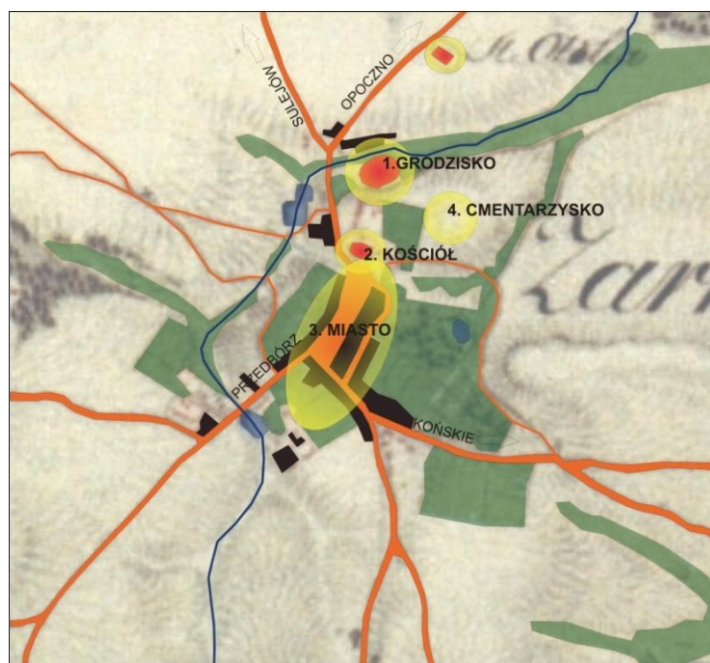 SULEJÓW
OPOCZNO
1.GRODZISKO
4. CMENTARZYSKO
2. KOŚCIÓŁ
3. MIASTO
PRZEDBÓRZ
KOŃSKIE